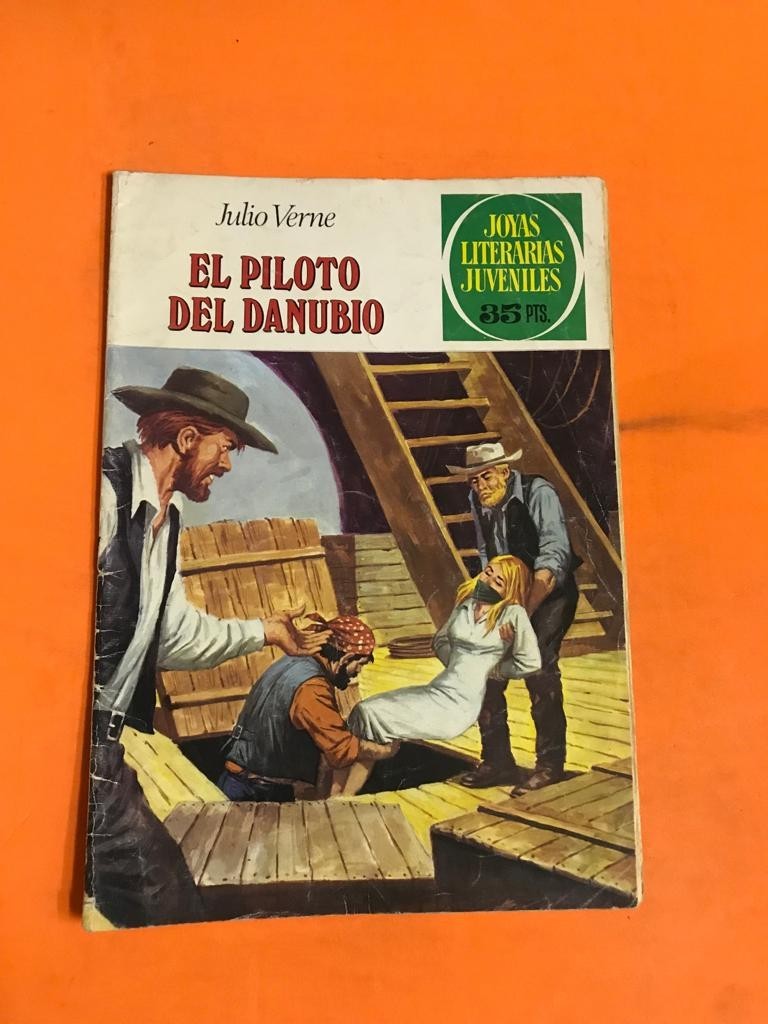 Julio Verne
EL PILOTO
DEL DANUBIO
JOYAS
LITERARIAS
JUVENILES
35 PTS.